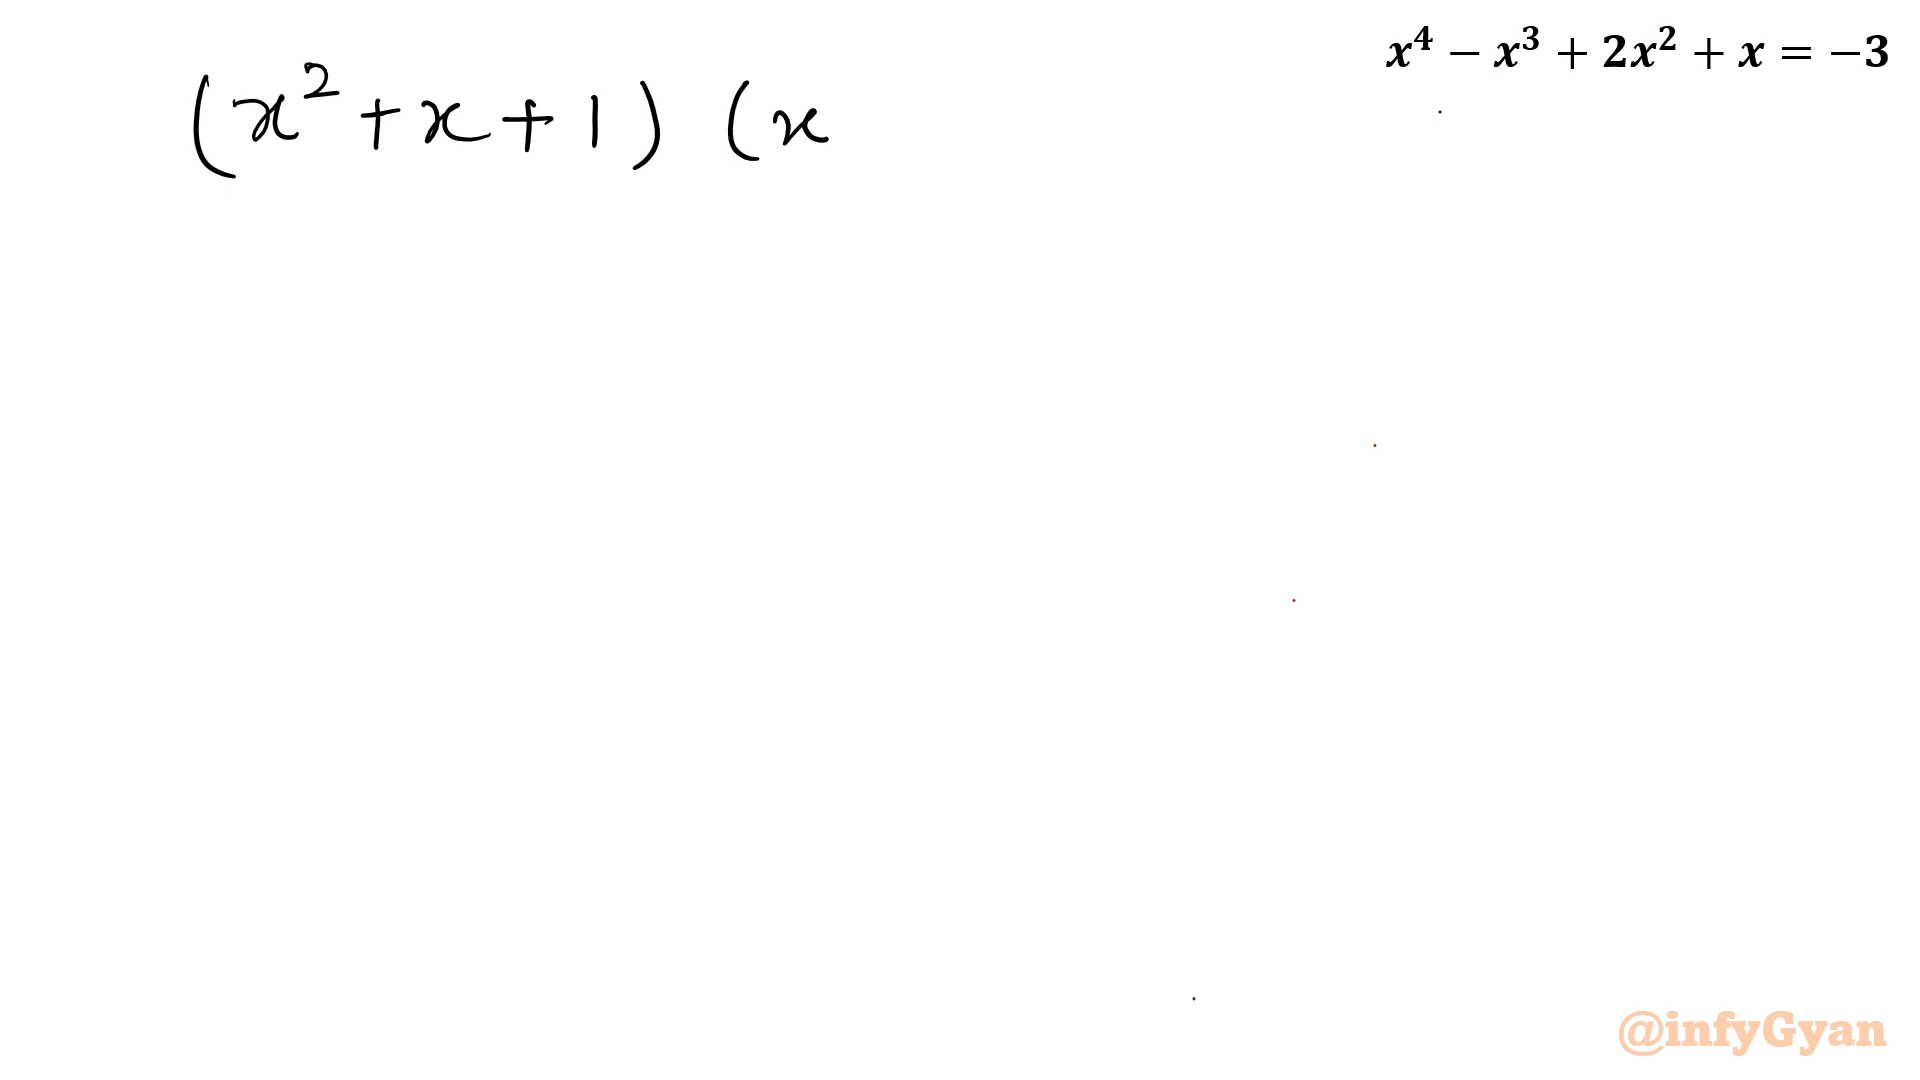 x⁴ − x³ + 2x² + x = −3
(x² + x + 1) (x
@infyGyan